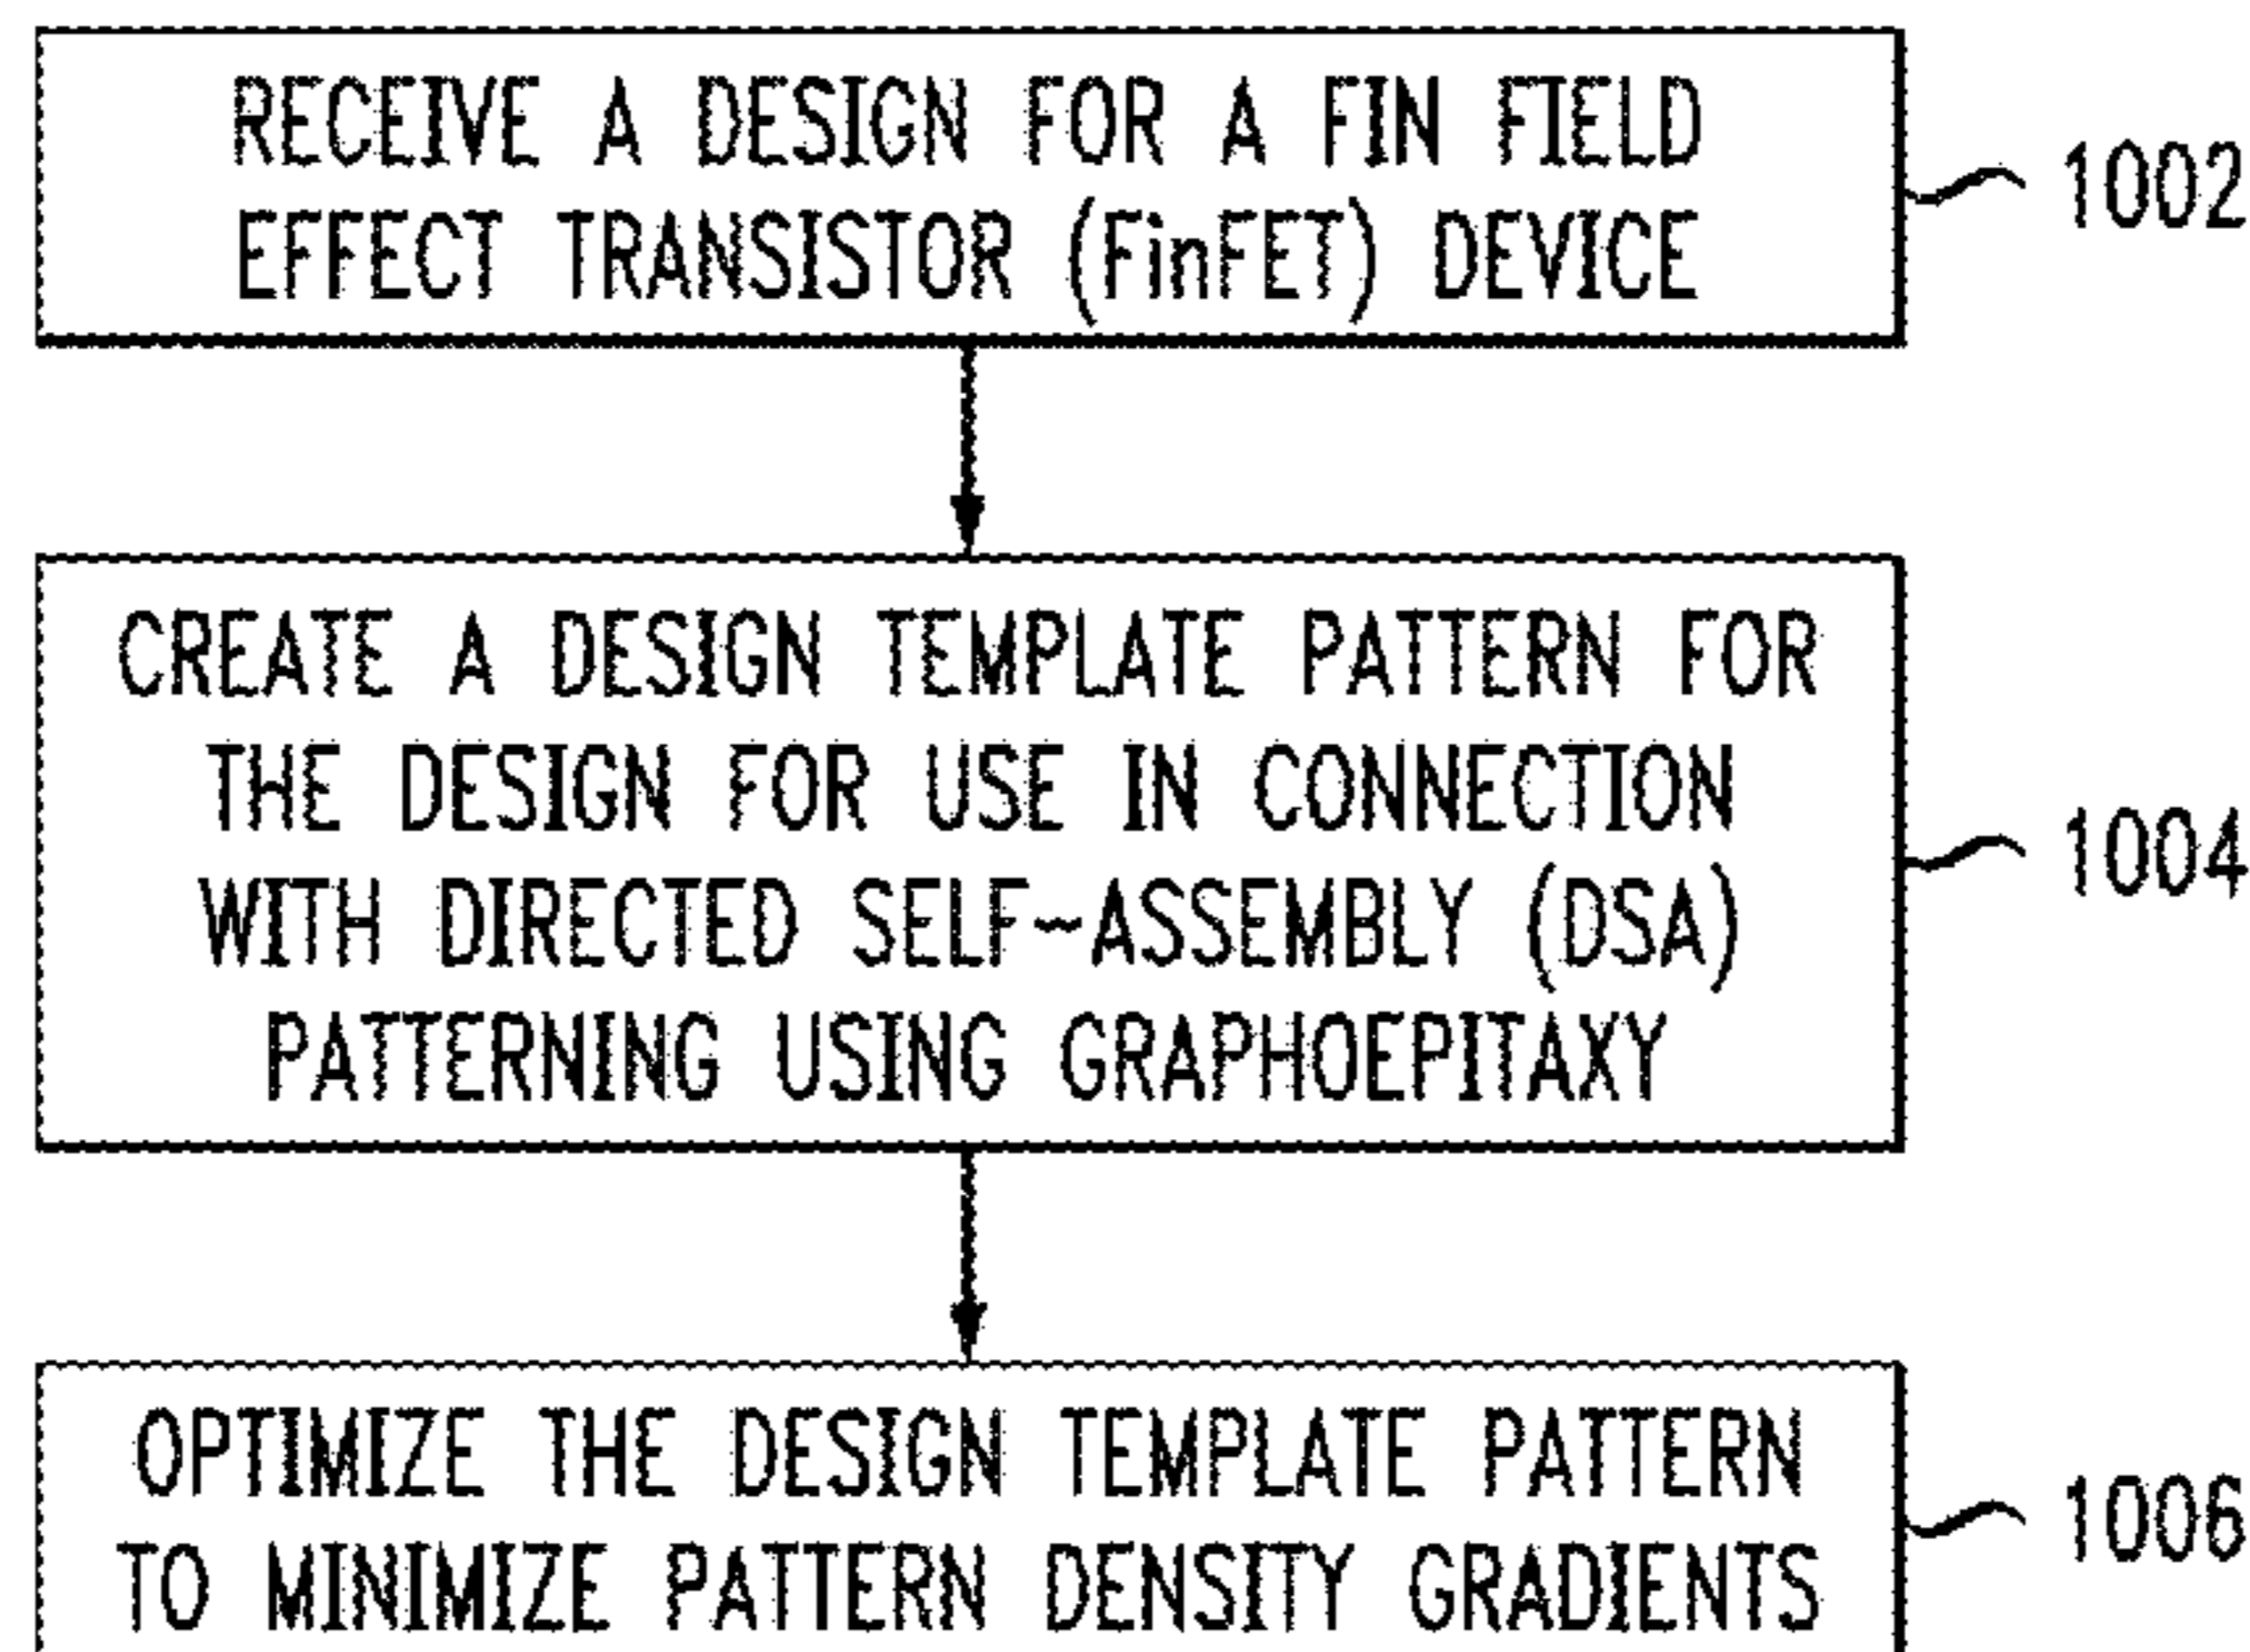 RECEIVE A DESIGN FOR A FIN FIELD
EFFECT TRANSISTOR (FinFET) DEVICE
1002
CREATE A DESIGN TEMPLATE PATTERN FOR
THE DESIGN FOR USE IN CONNECTION
WITH DIRECTED SELF-ASSEMBLY (DSA)
PATTERNING USING GRAPHOEPITAXY
1004
OPTIMIZE THE DESIGN TEMPLATE PATTERN
TO MINIMIZE PATTERN DENSITY GRADIENTS
1006